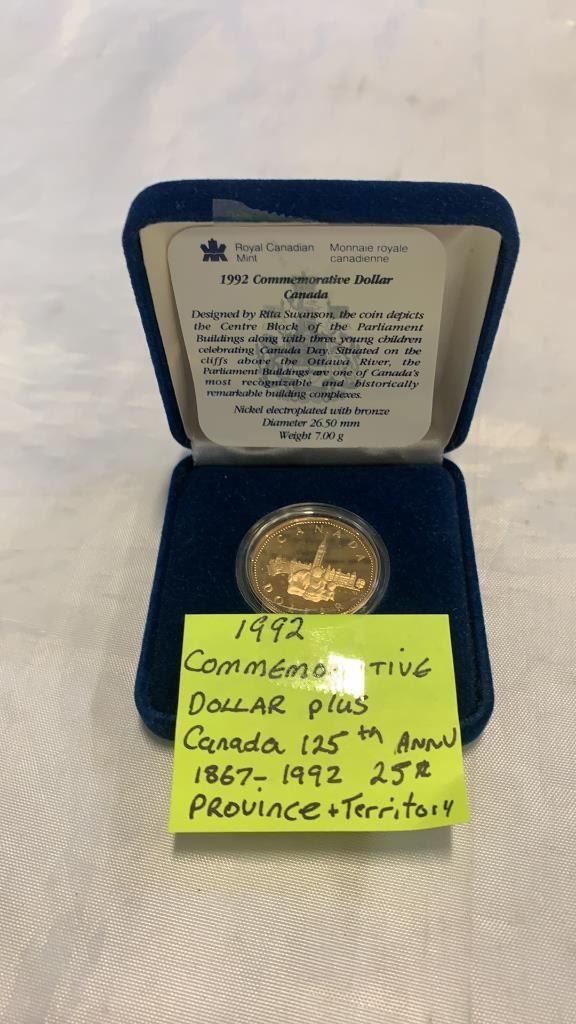 Royal Canadian Mint
Monnaie royale canadienne
1992 Commemorative Dollar
Canada
Designed by Rita Swanson, the coin depicts
the Centre Block of the Parliament
Buildings along with three young children
celebrating Canada Day. Situated on the
cliffs above the Ottawa River, the
Parliament Buildings are one of Canada's
most recognizable and historically
remarkable building complexes.
Nickel electroplated with bronze
Diameter 26.50 mm
Weight 7.00 g
CANADA
DOLLAR
1992
COMMEMORATIVE
DOLLAR plus
Canada 125th ANNV
1867-1992 25¢
PROVINCE + Territory